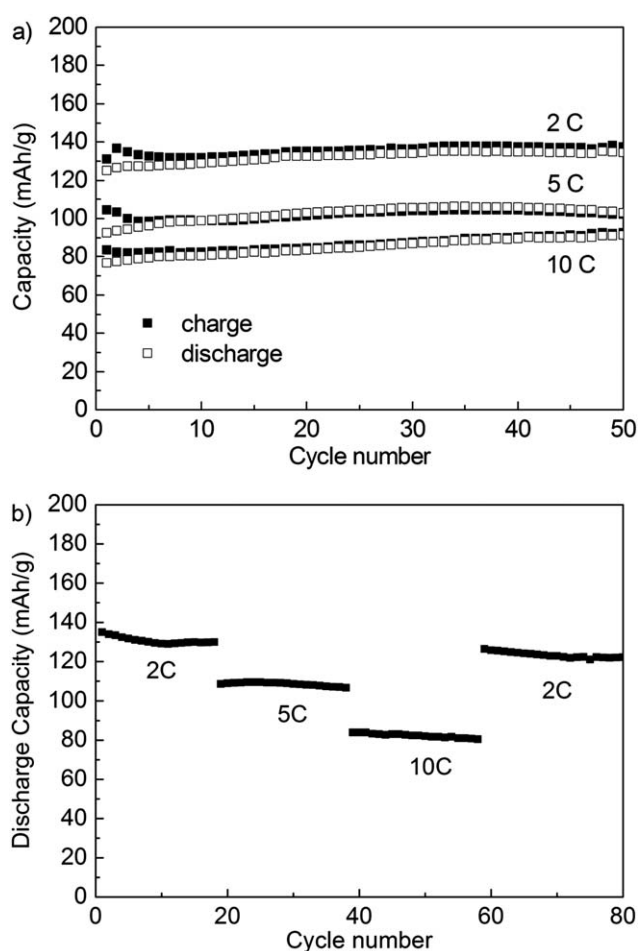 a)
200
180
160
140
120
100
80
60
40
20
0
Capacity (mAh/g)
2 C
5 C
10 C
charge
discharge
0 10 20 30 40 50
Cycle number
b)
200
180
160
140
120
100
80
60
40
20
0
Discharge Capacity (mAh/g)
2C
5C
10C
2C
0 20 40 60 80
Cycle number